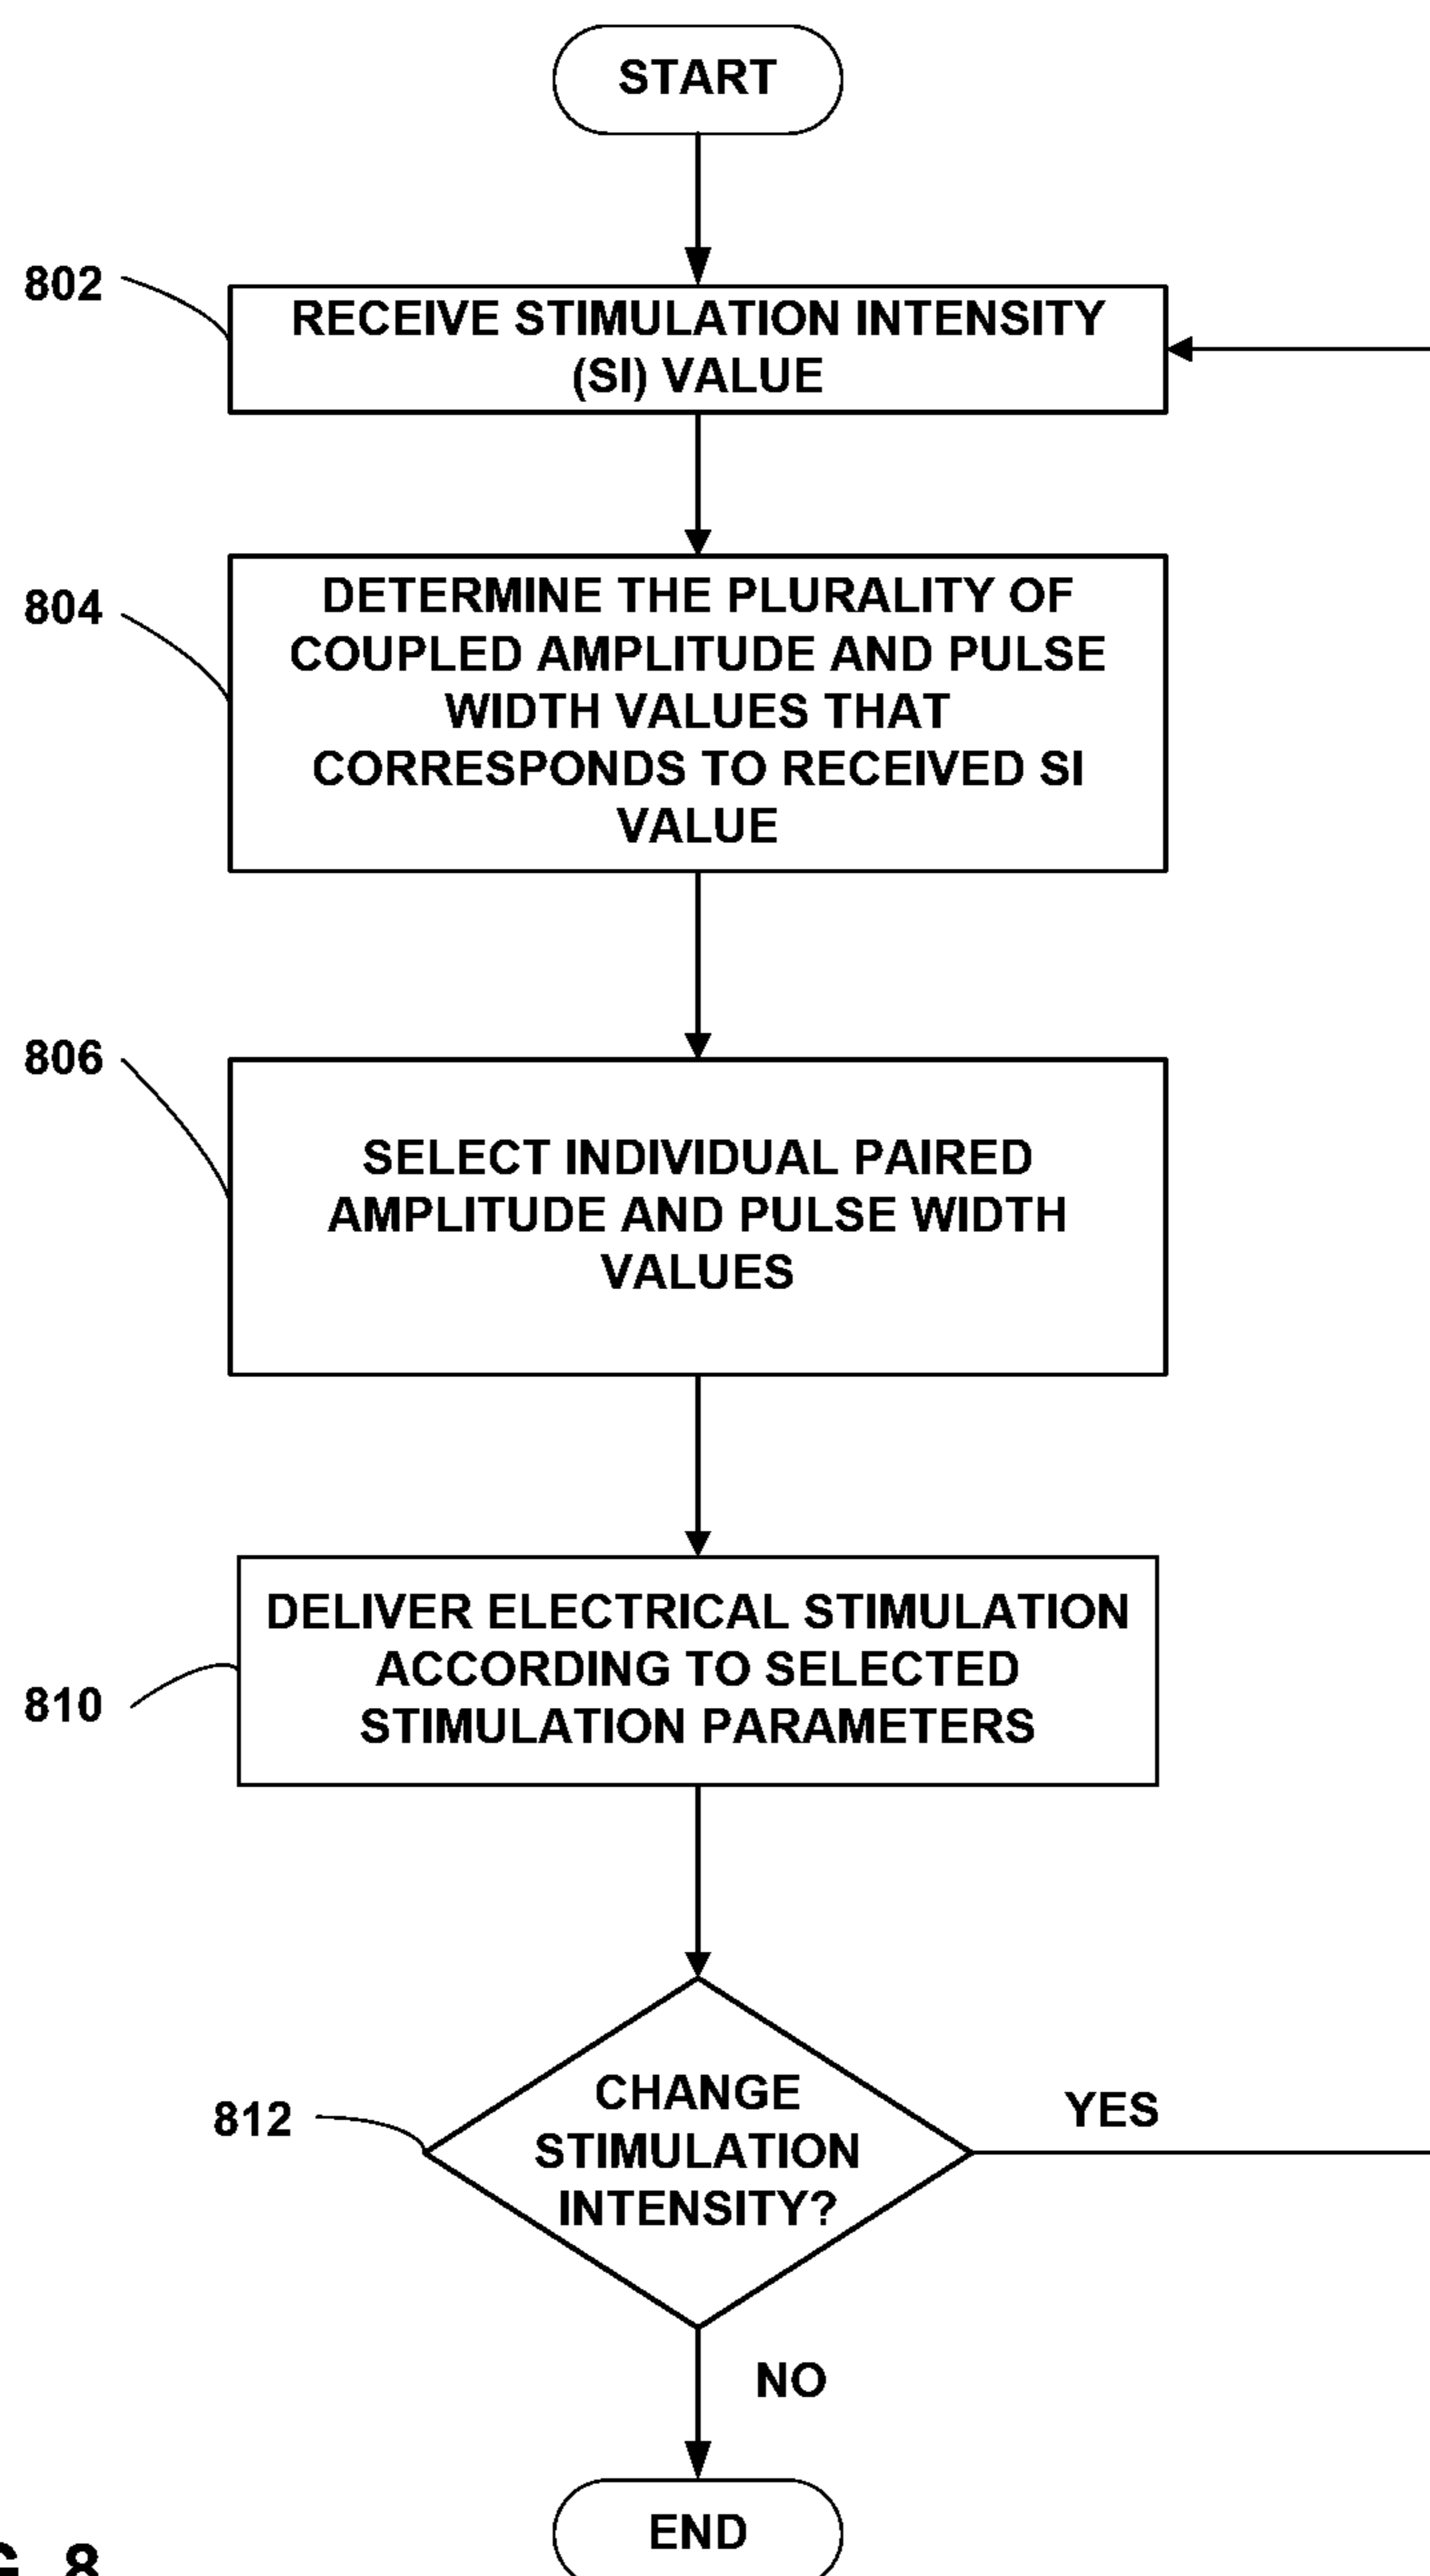 START
802
RECEIVE STIMULATION INTENSITY
(SI) VALUE
804
DETERMINE THE PLURALITY OF
COUPLED AMPLITUDE AND PULSE
WIDTH VALUES THAT
CORRESPONDS TO RECEIVED SI
VALUE
806
SELECT INDIVIDUAL PAIRED
AMPLITUDE AND PULSE WIDTH
VALUES
DELIVER ELECTRICAL STIMULATION
ACCORDING TO SELECTED
STIMULATION PARAMETERS
810
CHANGE
STIMULATION
INTENSITY?
812
YES
NO
END
G. 8